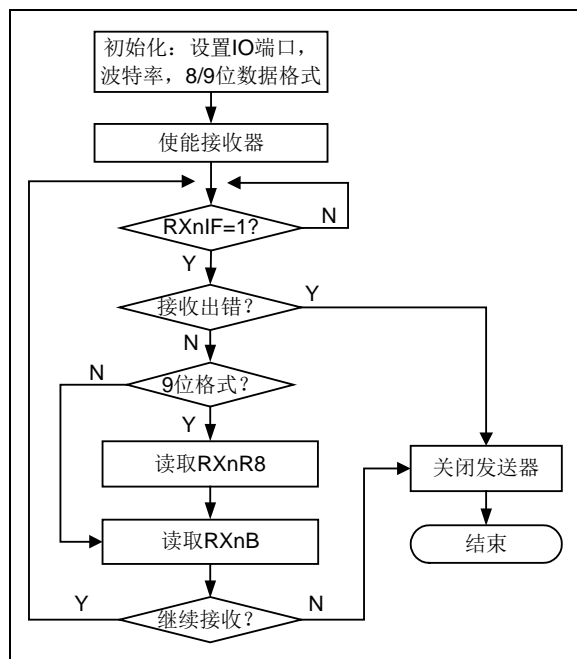 初始化：设置IO端口，
波特率，8/9位数据格式
使能接收器
RXnIF=1?
N
Y
接收出错？
Y
N
9位格式？
N
Y
读取RXnR8
关闭发送器
读取RXnB
结束
继续接收？
Y
N